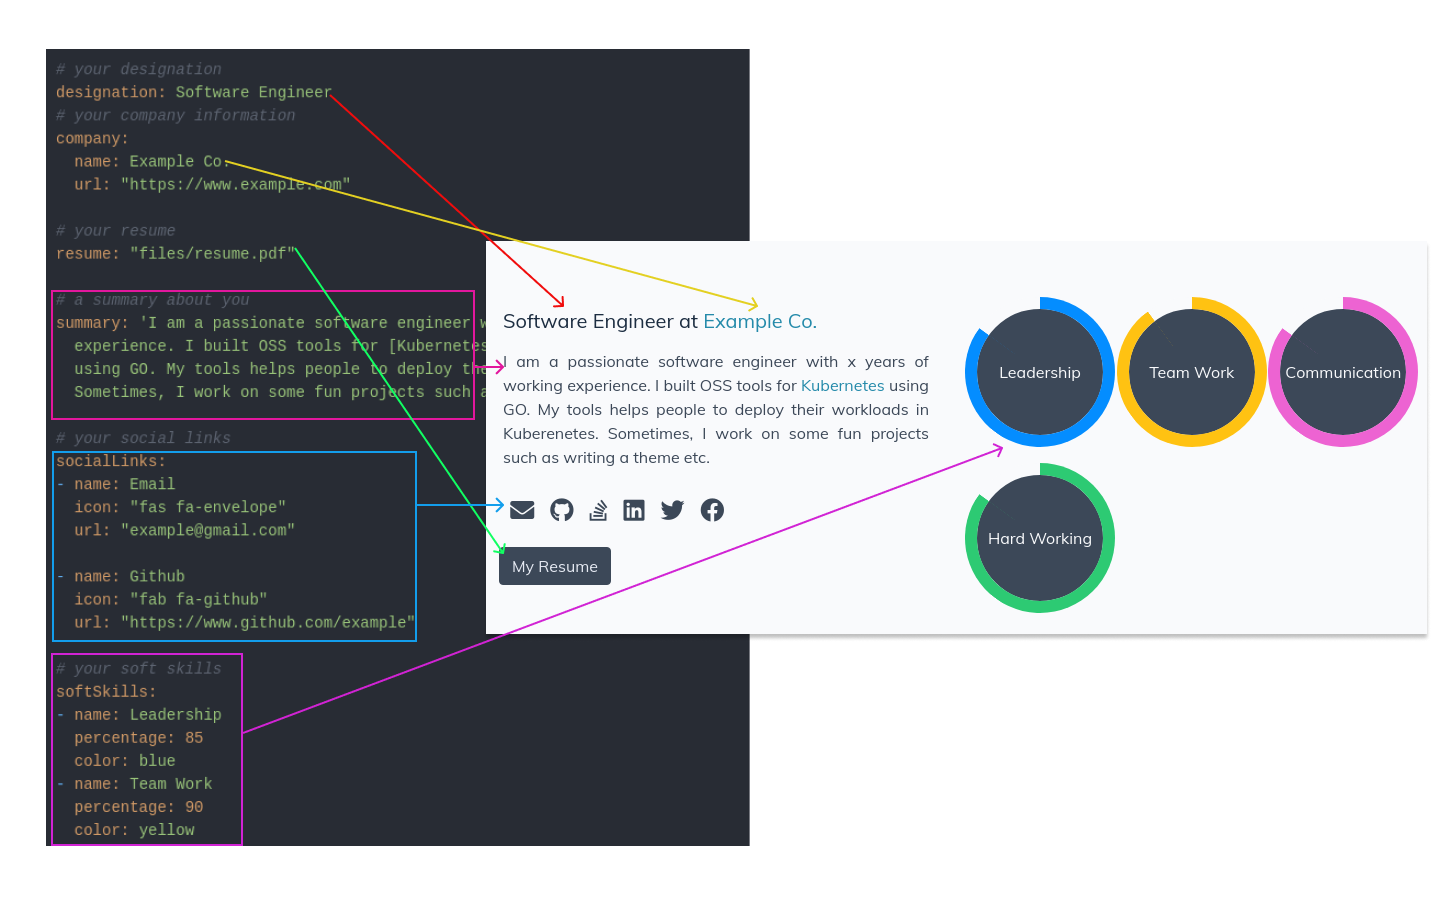 # your designation
designation: Software Engineer
# your company information
company:
  name: Example Co.
  url: "https://www.example.com"
# your resume
resume: "files/resume.pdf"
# a summary about you
summary: 'I am a passionate software engineer w
  experience. I built OSS tools for [Kubernetes
  using GO. My tools helps people to deploy the
  Sometimes, I work on some fun projects such a
# your social links
socialLinks:
- name: Email
  icon: "fas fa-envelope"
  url: "example@gmail.com"
- name: Github
  icon: "fab fa-github"
  url: "https://www.github.com/example"
# your soft skills
softSkills:
- name: Leadership
  percentage: 85
  color: blue
- name: Team Work
  percentage: 90
  color: yellow
Software Engineer at Example Co.
I am a passionate software engineer with x years of
working experience. I built OSS tools for Kubernetes using
GO. My tools helps people to deploy their workloads in
Kuberenetes. Sometimes, I work on some fun projects
such as writing a theme etc.
My Resume
Leadership
Team Work
Communication
Hard Working